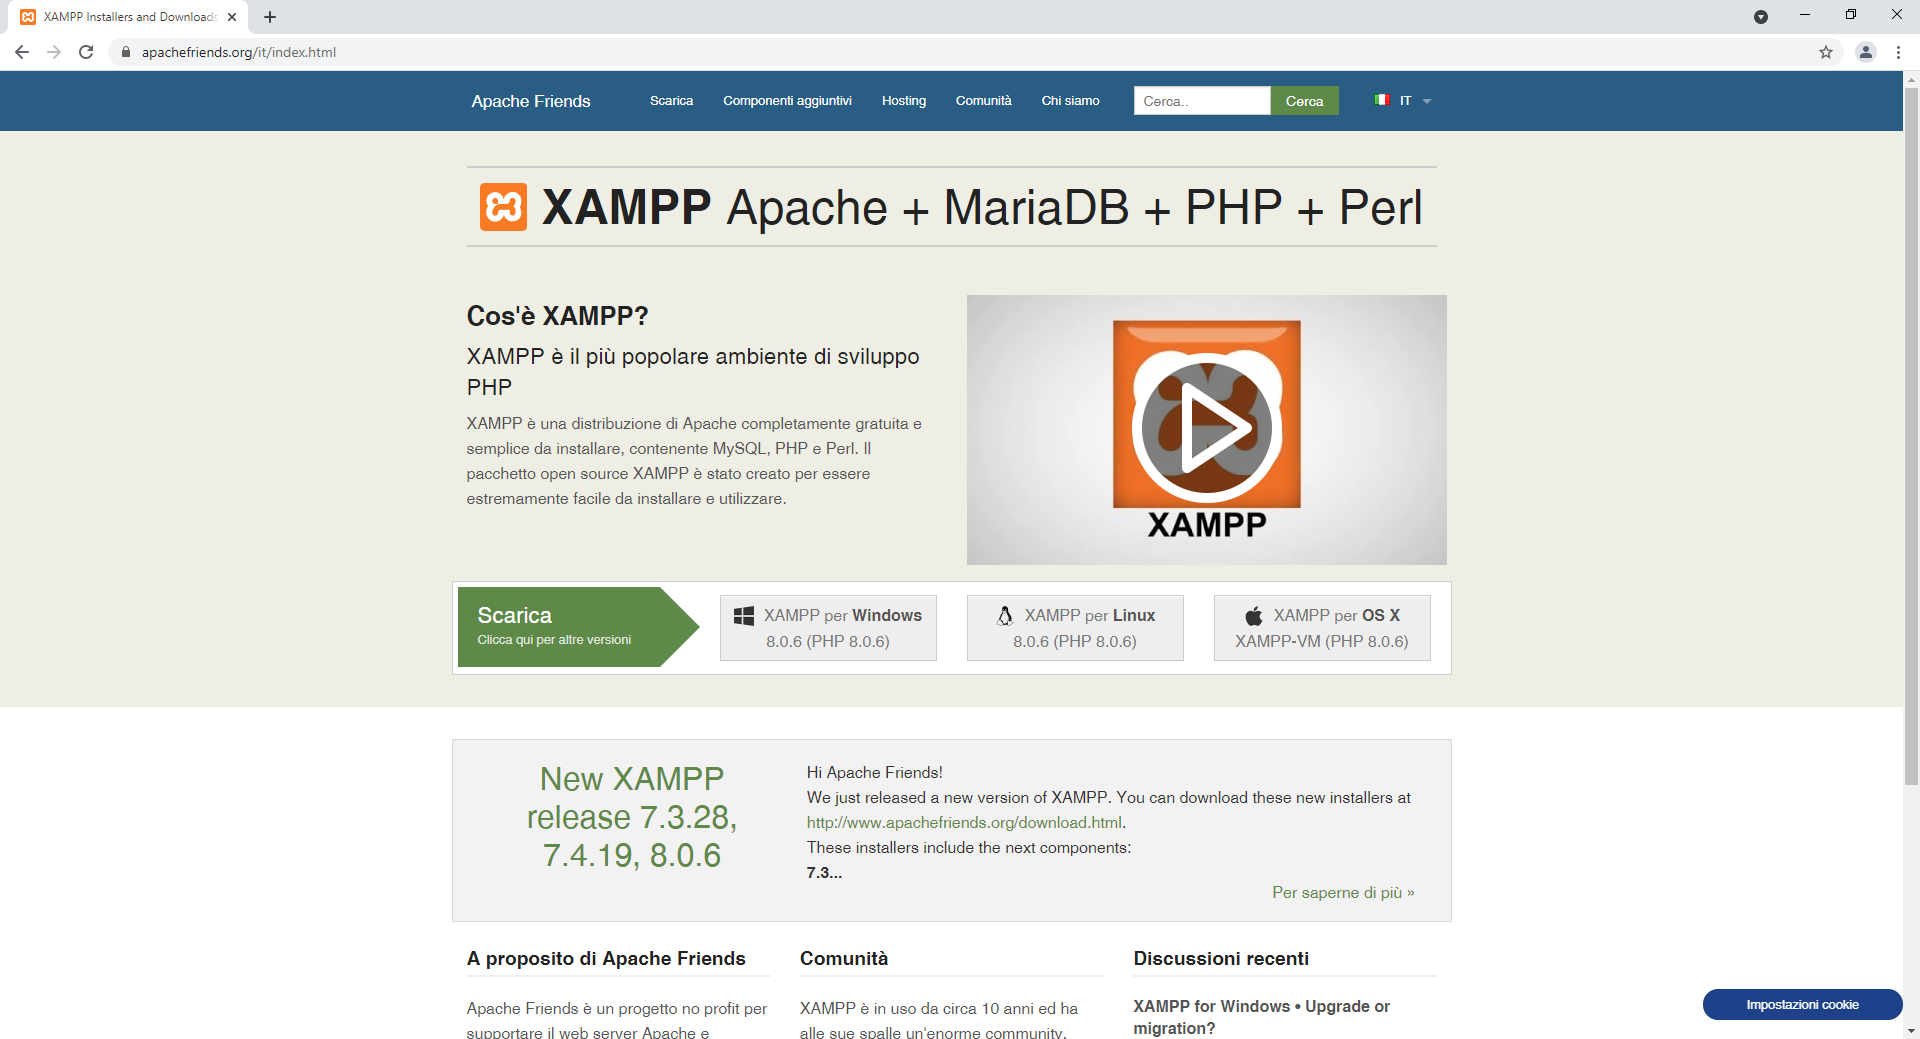 XAMPP Installers and Downloads
apachefriends.org/it/index.html
Apache Friends
Scarica
Componenti aggiuntivi
Hosting
Comunità
Chi siamo
Cerca..
Cerca
IT
XAMPP Apache + MariaDB + PHP + Perl
Cos'è XAMPP?
XAMPP è il più popolare ambiente di sviluppo
PHP
XAMPP è una distribuzione di Apache completamente gratuita e
semplice da installare, contenente MySQL, PHP e Perl. Il
pacchetto open source XAMPP è stato creato per essere
estremamente facile da installare e utilizzare.
XAMPP
Scarica
Clicca qui per altre versioni
XAMPP per Windows
8.0.6 (PHP 8.0.6)
XAMPP per Linux
8.0.6 (PHP 8.0.6)
XAMPP per OS X
XAMPP-VM (PHP 8.0.6)
New XAMPP
release 7.3.28,
7.4.19, 8.0.6
Hi Apache Friends!
We just released a new version of XAMPP. You can download these new installers at
http://www.apachefriends.org/download.html.
These installers include the next components:
7.3...
Per saperne di più »
A proposito di Apache Friends
Apache Friends è un progetto no profit per
supportare il web server Apache e
Comunità
XAMPP è in uso da circa 10 anni ed ha
alle sue spalle un'enorme community.
Discussioni recenti
XAMPP for Windows • Upgrade or
migration?
Impostazioni cookie